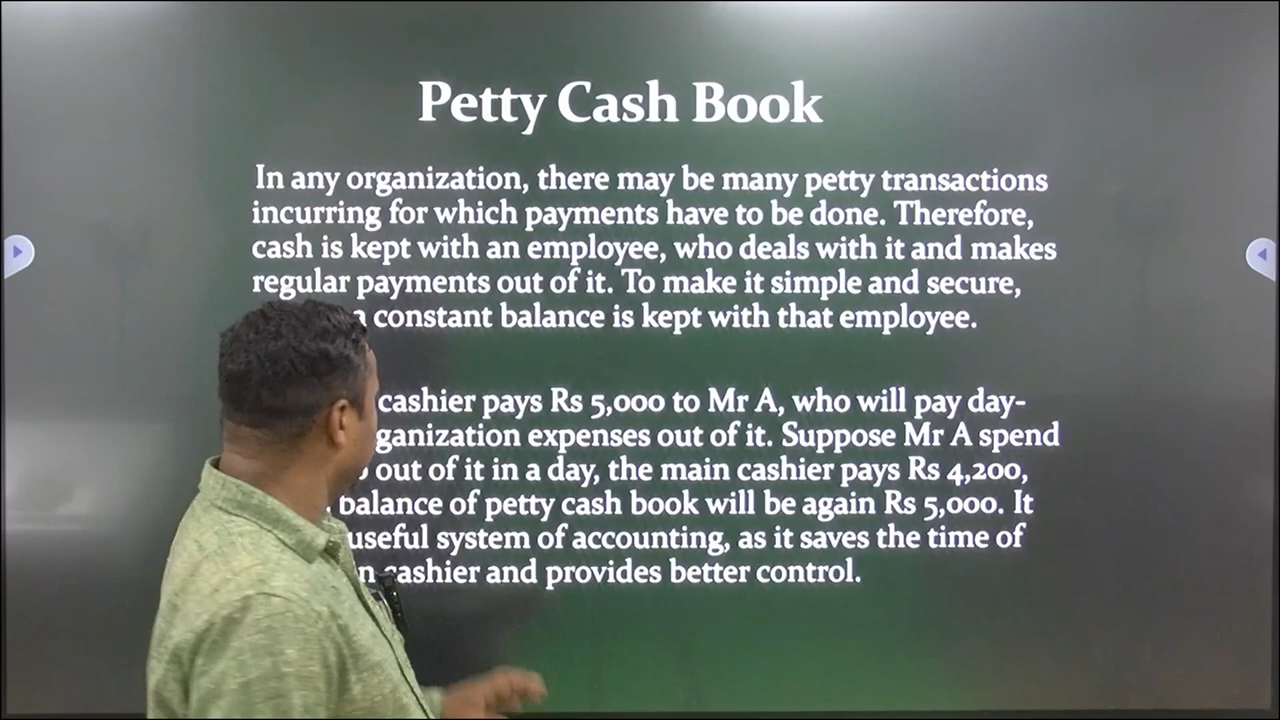 Petty Cash Book
In any organization, there may be many petty transactions
incurring for which payments have to be done. Therefore,
cash is kept with an employee, who deals with it and makes
regular payments out of it. To make it simple and secure,
a constant balance is kept with that employee.
cashier pays Rs 5,000 to Mr A, who will pay day-
expenses out of it. Suppose Mr A spend
out of it in a day, the main cashier pays Rs 4,200,
balance of petty cash book will be again Rs 5,000. It
useful system of accounting, as it saves the time of
cashier and provides better control.